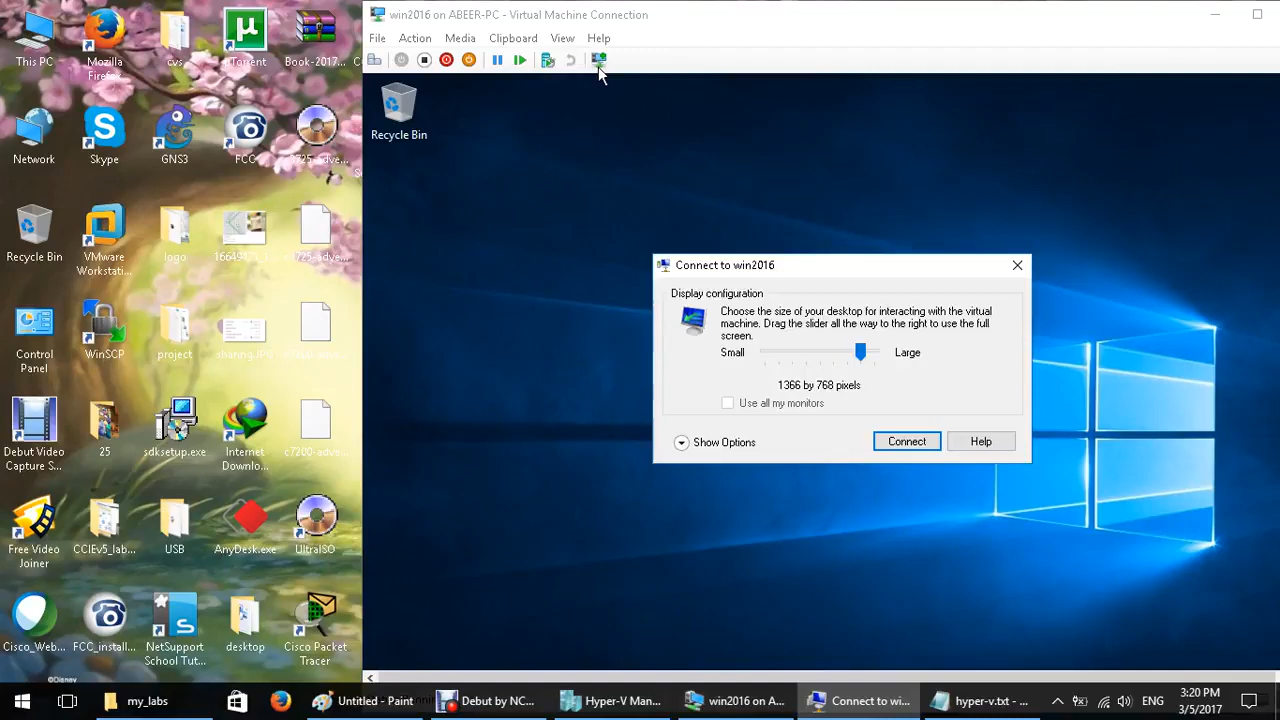 This PC
Mozilla
Firefox
cvs
µTorrent
Book-2017...
Network
Skype
GNS3
FCC
Recycle Bin
VMware
Workstati...
logo
Control
Panel
WinSCP
project
sharing.JPG
Debut Video
Capture S...
25
sdksetup.exe
Internet
Downlo...
c7200-adve...
Free Video
Joiner
CCIEv5_lab...
USB
AnyDesk.exe
UltraISO
Cisco_Web...
FCC_install...
NetSupport
School Tut...
desktop
Cisco Packet
Tracer
©Disney
win2016 on ABEER-PC - Virtual Machine Connection
File Action Media Clipboard View Help
Recycle Bin
Connect to win2016
Display configuration
Choose the size of your desktop for interacting with the virtual
machine. Drag the slider all the way to the right to use the full
screen.
Small Large
1366 by 768 pixels
Use all my monitors
Show Options
Connect
Help
my_labs
Untitled - Paint
Debut by NC...
Hyper-V Man...
win2016 on A...
Connect to wi...
hyper-v.txt - ...
ENG
3:20 PM
3/5/2017